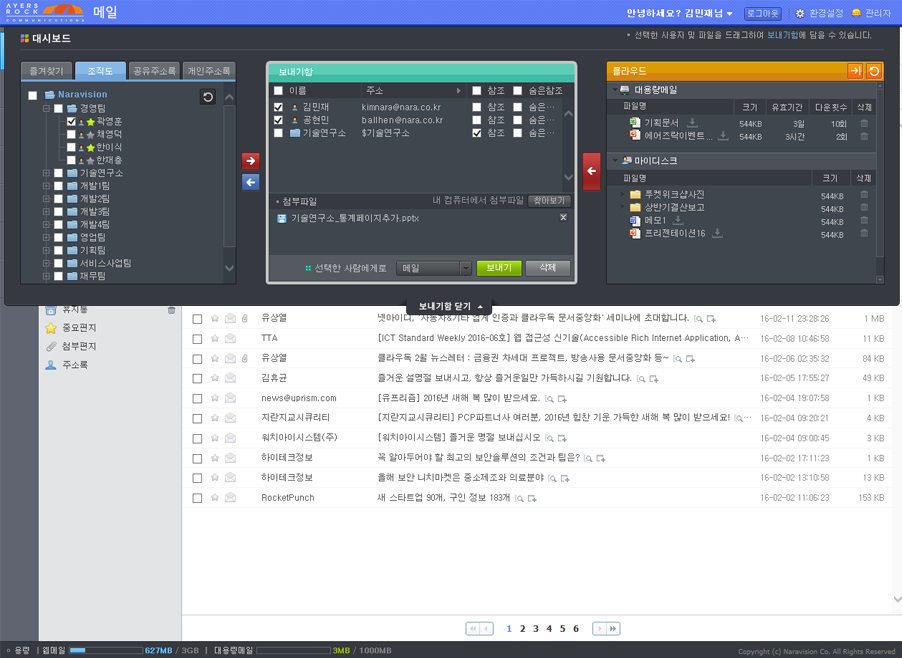 AYERS ROCK COMMUNICATIONS 메일 안녕하세요? 김민재님 로그아웃 환경설정 관리자
대시보드 * 선택한 사용자 및 파일을 드래그하여 보내기함에 담을 수 있습니다.
즐겨찾기 조직도 공유주소록 개인주소록
Naravision
경영팀
곽영훈
채영덕
한이식
한재출
기술연구소
개발1팀
개발2팀
개발3팀
개발4팀
영업팀
기획팀
서비스사업팀
재무팀
보내기함
이름 주소 참조 숨은참조
김민재 kimnara@nara.co.kr 참조 숨은…
공현민 ballhen@nara.co.kr 참조 숨은…
기술연구소 $기술연구소 참조 숨은…
첨부파일 내 컴퓨터에서 첨부파일 찾아보기
기술연구소_통계페이지추가.pptx
선택한 사람에게로 메일 보내기 삭제
클라우드
대용량메일
파일명 크기 유효기간 다운횟수 삭제
기획문서 544KB 3일 10회
에어즈락이벤트… 544KB 3시간 2회
마이디스크
파일명 크기 삭제
푸켓워크샵사진 544KB
상반기결산보고 544KB
메모1 544KB
프리젠테이션16 544KB
보내기함 닫기
휴지통
중요편지
첨부편지
주소록
유상열 넷아이디, '자동차&기타 업계 인증과 클라우독 문서중앙화' 세미나에 초대합니다. 16-02-11 23:28:26 1 MB
TTA [ICT Standard Weekly 2016-06호] 웹 접근성 신기술(Accessible Rich Internet Application, A… 16-02-08 10:46:58 11 KB
유상열 클라우독 2월 뉴스레터 : 금융권 차세대 프로젝트, 방송사용 문서중앙화 등~ 16-02-06 02:35:32 84 KB
김휴균 즐거운 설명절 보내시고, 항상 즐거운일만 가득하시길 기원합니다. 16-02-05 17:55:27 49 KB
news@uprism.com [유프리즘] 2016년 새해 복 많이 받으세요. 16-02-04 19:07:58 1 KB
지란지교시큐리티 [지란지교시큐리티] PCP파트너사 여러분, 2016년 힘찬 기운 가득한 새해 복 많이 받으세요! 16-02-04 09:20:21 4 KB
워치아이시스템(주) [워치아이시스템] 즐거운 명절 보내십시오 16-02-04 09:00:45 3 KB
하이테크정보 꼭 알아두어야 할 최고의 보안솔루션의 조건과 팁은? 16-02-02 17:11:23 1 KB
하이테크정보 올해 보안 니치마켓은 중소제조와 의료분야 16-02-02 13:10:58 13 KB
RocketPunch 새 스타트업 90개, 구인 정보 183개 16-02-02 11:06:23 153 KB
1 2 3 4 5 6
용량 | 웹메일 627MB / 3GB | 대용량메일 3MB / 1000MB Copyright (c) Naravision Co. All Rights Reserved